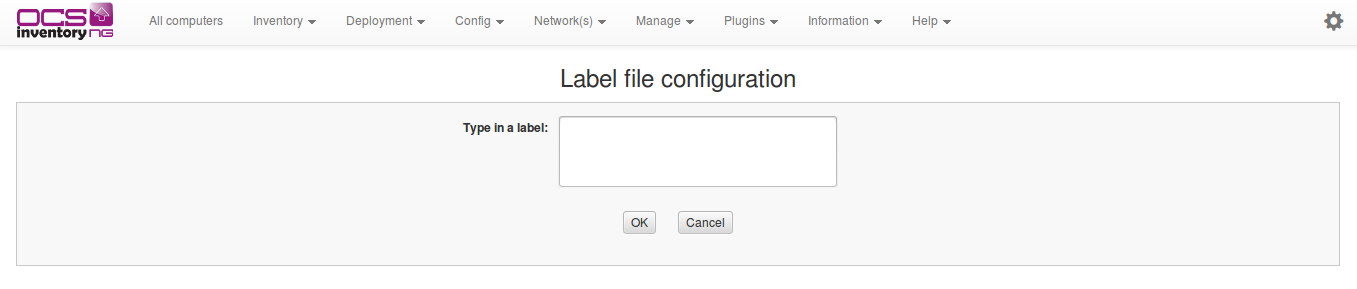 OCS
inventory NG
All computers Inventory Deployment Config Network(s) Manage Plugins Information Help
Label file configuration
Type in a label:
OK Cancel